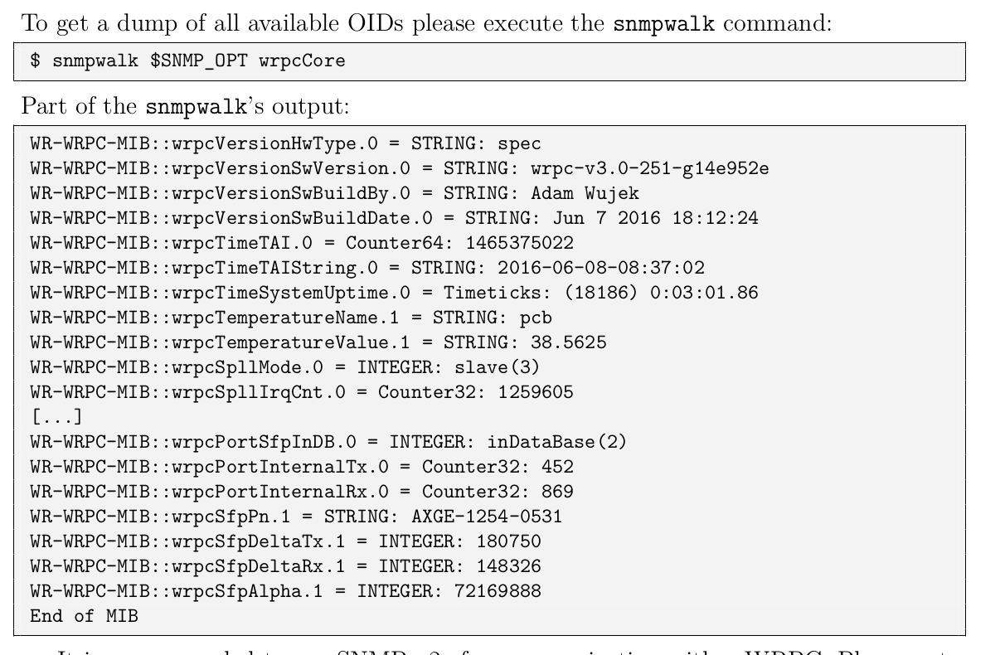 To get a dump of all available OIDs please execute the snmpwalk command:
$ snmpwalk $SNMP_OPT wrpcCore
Part of the snmpwalk's output:
WR-WRPC-MIB::wrpcVersionHwType.0 = STRING: spec
WR-WRPC-MIB::wrpcVersionSwVersion.0 = STRING: wrpc-v3.0-251-g14e952e
WR-WRPC-MIB::wrpcVersionSwBuildBy.0 = STRING: Adam Wujek
WR-WRPC-MIB::wrpcVersionSwBuildDate.0 = STRING: Jun 7 2016 18:12:24
WR-WRPC-MIB::wrpcTimeTAI.0 = Counter64: 1465375022
WR-WRPC-MIB::wrpcTimeTAIString.0 = STRING: 2016-06-08-08:37:02
WR-WRPC-MIB::wrpcTimeSystemUptime.0 = Timeticks: (18186) 0:03:01.86
WR-WRPC-MIB::wrpcTemperatureName.1 = STRING: pcb
WR-WRPC-MIB::wrpcTemperatureValue.1 = STRING: 38.5625
WR-WRPC-MIB::wrpcSpllMode.0 = INTEGER: slave(3)
WR-WRPC-MIB::wrpcSpllIrqCnt.0 = Counter32: 1259605
[...]
WR-WRPC-MIB::wrpcPortSfpInDB.0 = INTEGER: inDataBase(2)
WR-WRPC-MIB::wrpcPortInternalTx.0 = Counter32: 452
WR-WRPC-MIB::wrpcPortInternalRx.0 = Counter32: 869
WR-WRPC-MIB::wrpcSfpPn.1 = STRING: AXGE-1254-0531
WR-WRPC-MIB::wrpcSfpDeltaTx.1 = INTEGER: 180750
WR-WRPC-MIB::wrpcSfpDeltaRx.1 = INTEGER: 148326
WR-WRPC-MIB::wrpcSfpAlpha.1 = INTEGER: 72169888
End of MIB